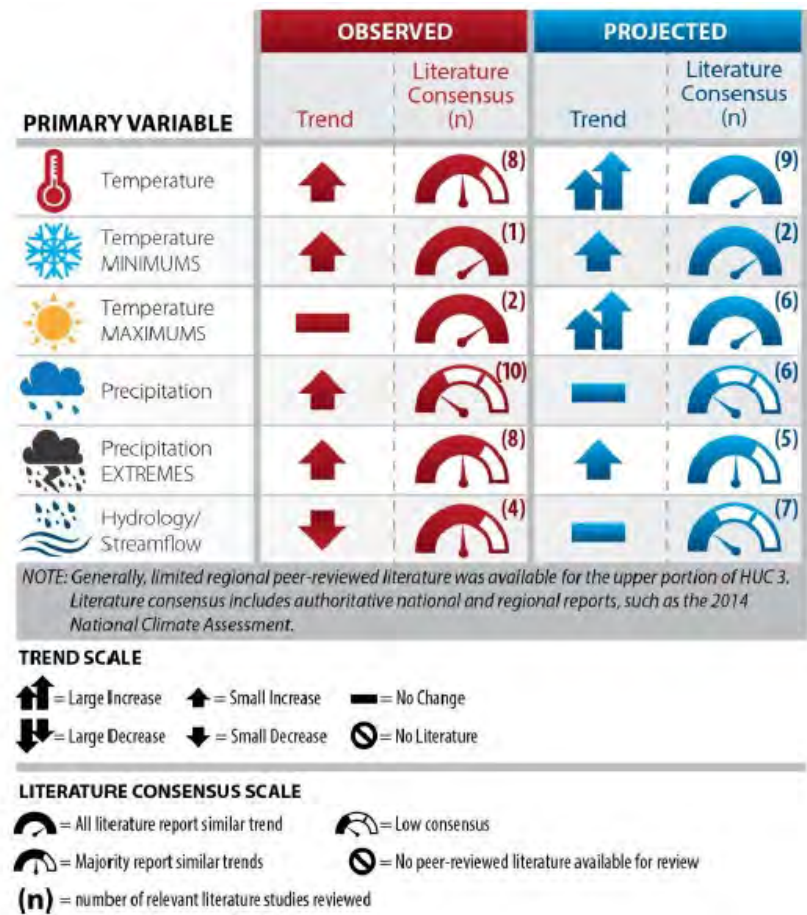 OBSERVED PROJECTED
PRIMARY VARIABLE Trend Literature Consensus (n) Trend Literature Consensus (n)
Temperature (8) (9)
Temperature MINIMUMS (1) (2)
Temperature MAXIMUMS (2) (6)
Precipitation (10) (6)
Precipitation EXTREMES (8) (5)
Hydrology/ Streamflow (4) (7)
NOTE: Generally, limited regional peer-reviewed literature was available for the upper portion of HUC 3.
Literature consensus includes authoritative national and regional reports, such as the 2014
National Climate Assessment.
TREND SCALE
= Large Increase = Small Increase = No Change
= Large Decrease = Small Decrease = No Literature
LITERATURE CONSENSUS SCALE
= All literature report similar trend = Low consensus
= Majority report similar trends = No peer-reviewed literature available for review
(n) = number of relevant literature studies reviewed